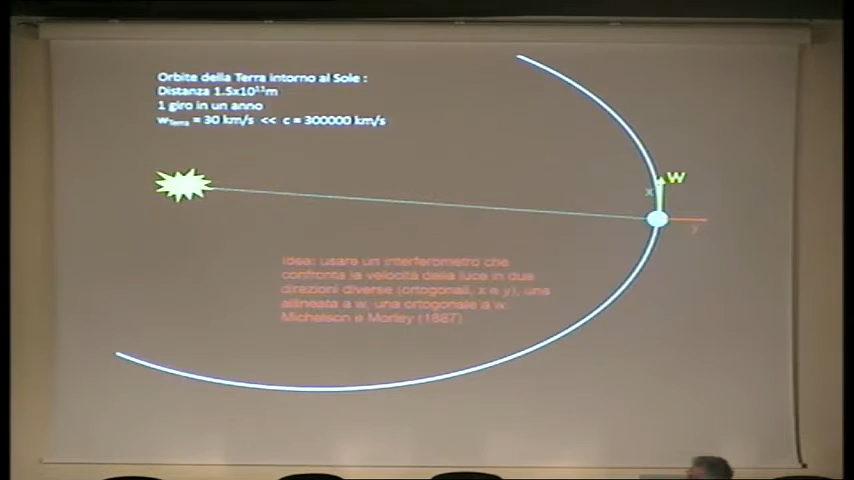 Orbite della Terra intorno al Sole :
Distanza 1.5x10¹¹m
1 giro in un anno
wTerra = 30 km/s << c = 300000 km/s
w
x
y
Idea: usare un interferometro che
confronta la velocità della luce in due
direzioni diverse (ortogonali, x e y), una
allineata a w, una ortogonale a w.
Michelson e Morley (1887)